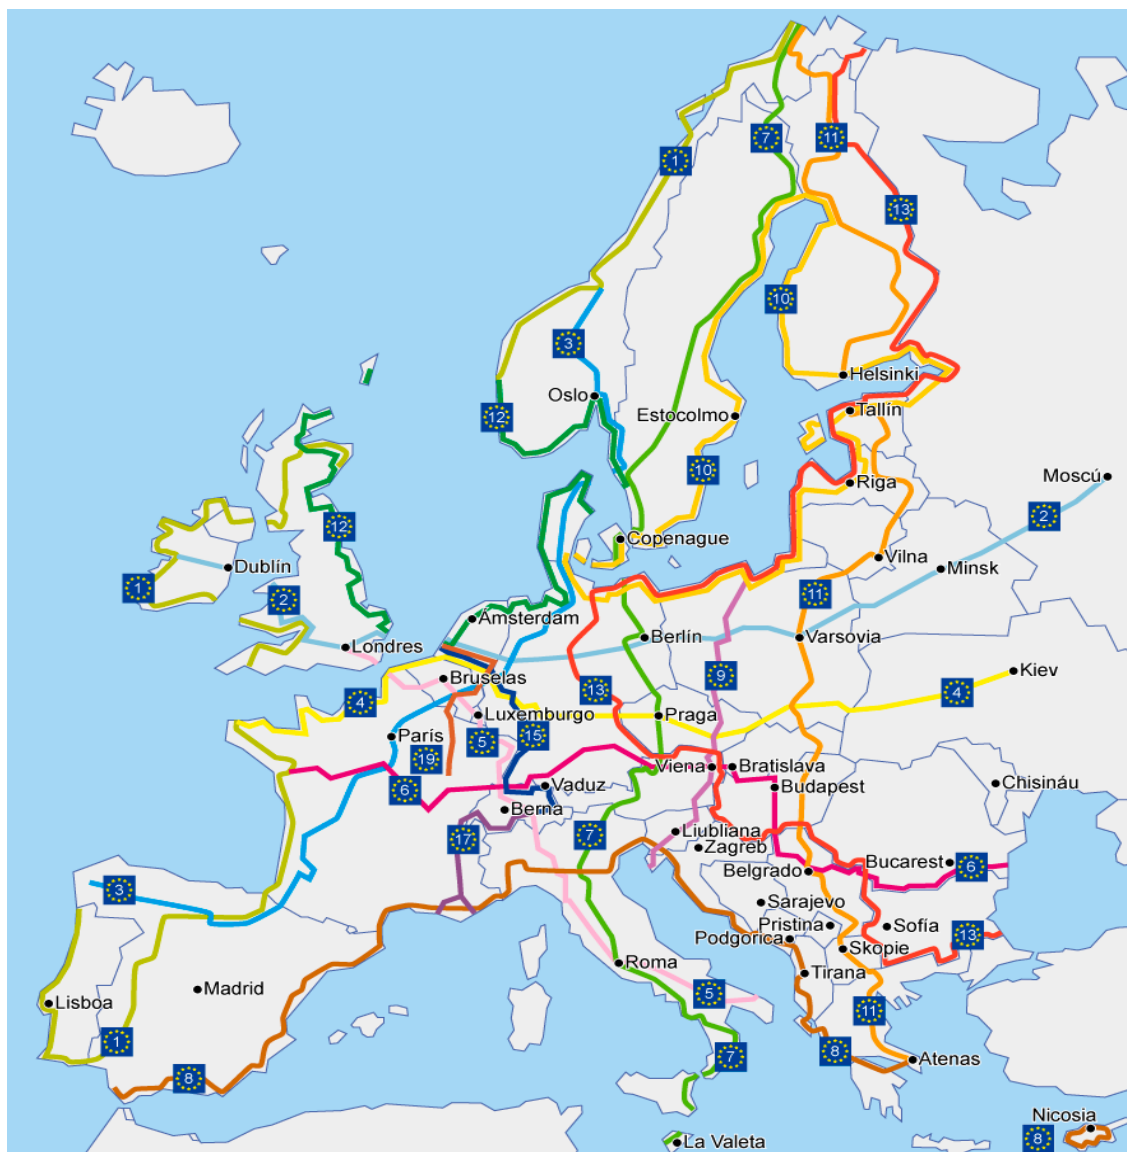 7
1
11
13
10
3
Helsinki
Oslo
Tallín
12
Estocolmo
10
Moscú
Riga
2
12
Copenague
Vilna
Dublín
Minsk
1
2
11
Ámsterdam
Berlín
Varsovia
Londres
Bruselas
9
Kiev
13
4
4
Luxemburgo
Praga
París
5
15
19
Viena
Bratislava
Chisináu
6
Vaduz
Budapest
Berna
17
7
Liubliana
Zagreb
Bucarest
6
Belgrado
3
Sarajevo
Pristina
Sofía
13
Podgorica
Skopie
Roma
Tirana
Madrid
Lisboa
5
11
1
7
8
Atenas
8
Nicosia
8
La Valeta